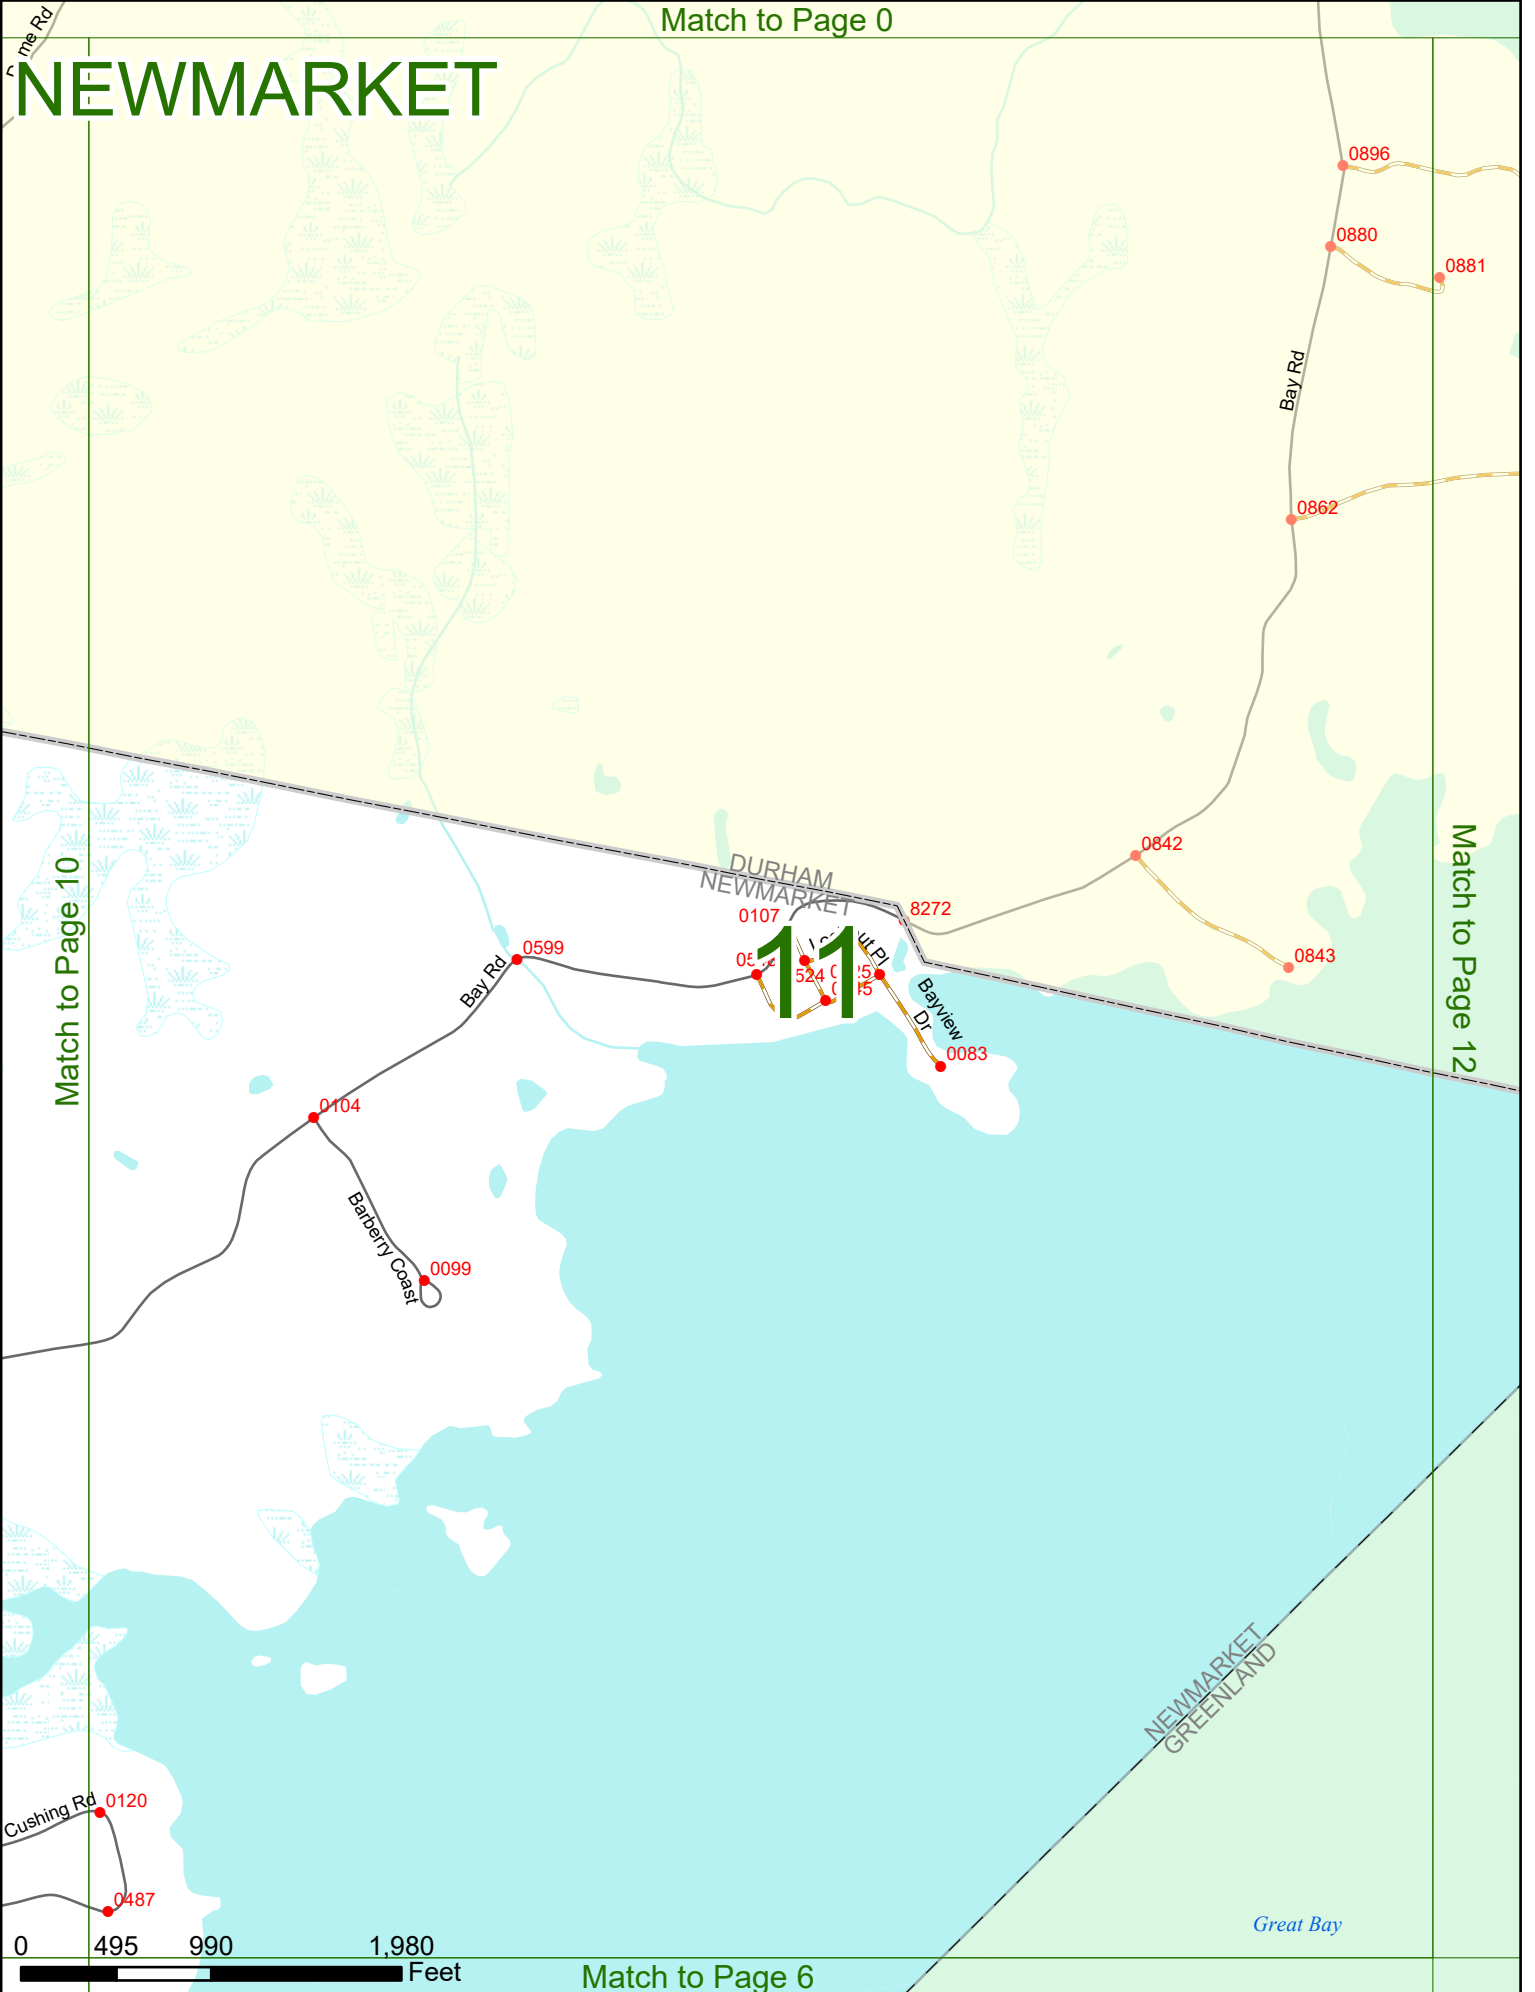 Match to Page 0
NEWMARKET
0896
0880
0881
Bay Rd
0862
0842
Match to Page 10
Match to Page 12
DURHAM
NEWMARKET
0107
8272
0599
0843
11
Pl
Bay Rd
Bayview
Dr
0083
0104
Barberry Coast
0099
NEWMARKET
GREENLAND
Cushing Rd
0120
0487
Great Bay
0 495 990 1,980
Feet
Match to Page 6